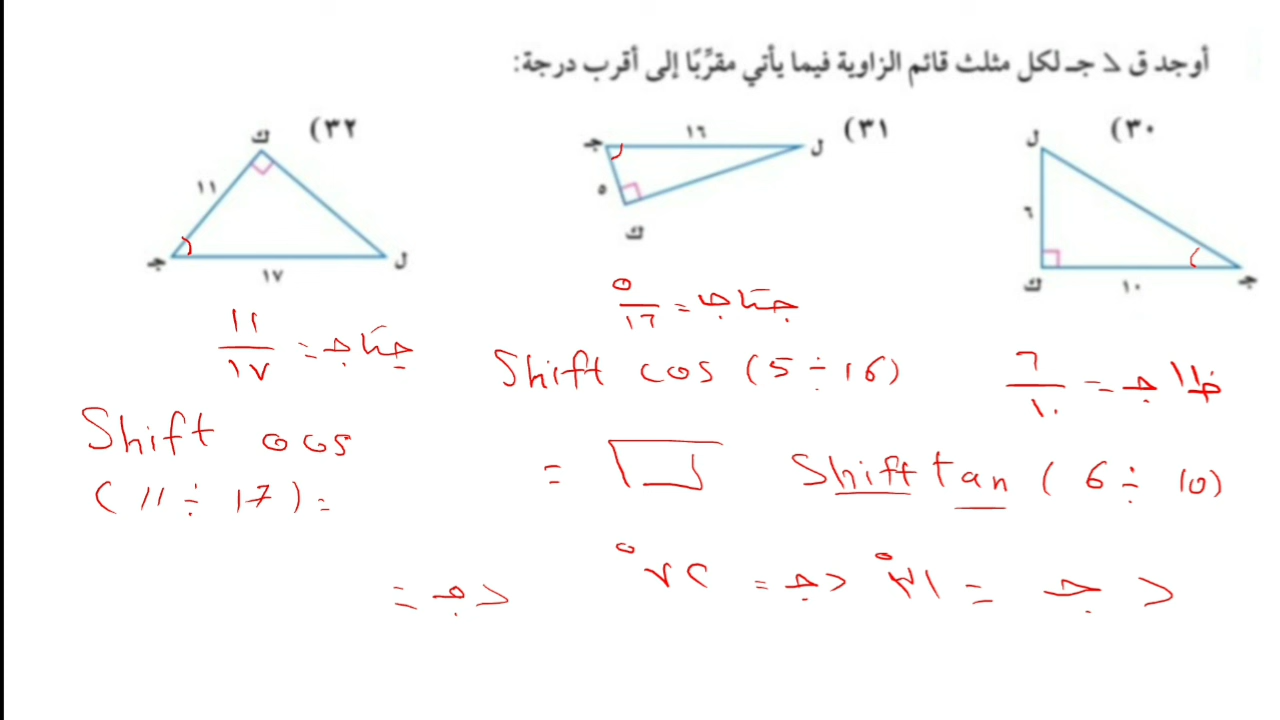 أوجد ق ∠ جـ لكل مثلث قائم الزاوية فيما يأتي مقرّبًا إلى أقرب درجة:
(٣٠
ل
٦
ك
١٠
جـ
(٣١
جـ
١٦
ل
٥
ك
(٣٢
ك
١١
جـ
١٧
ل
ظا جـ = ٦/١٠
Shift tan (6 ÷ 10)
∠ جـ = ٣١°
جتا جـ = ٥/١٦
Shift cos (5 ÷ 16)
=
∠ جـ = ٧٢°
جتا جـ = ١١/١٧
Shift cos
(11 ÷ 17) =
∠ جـ =